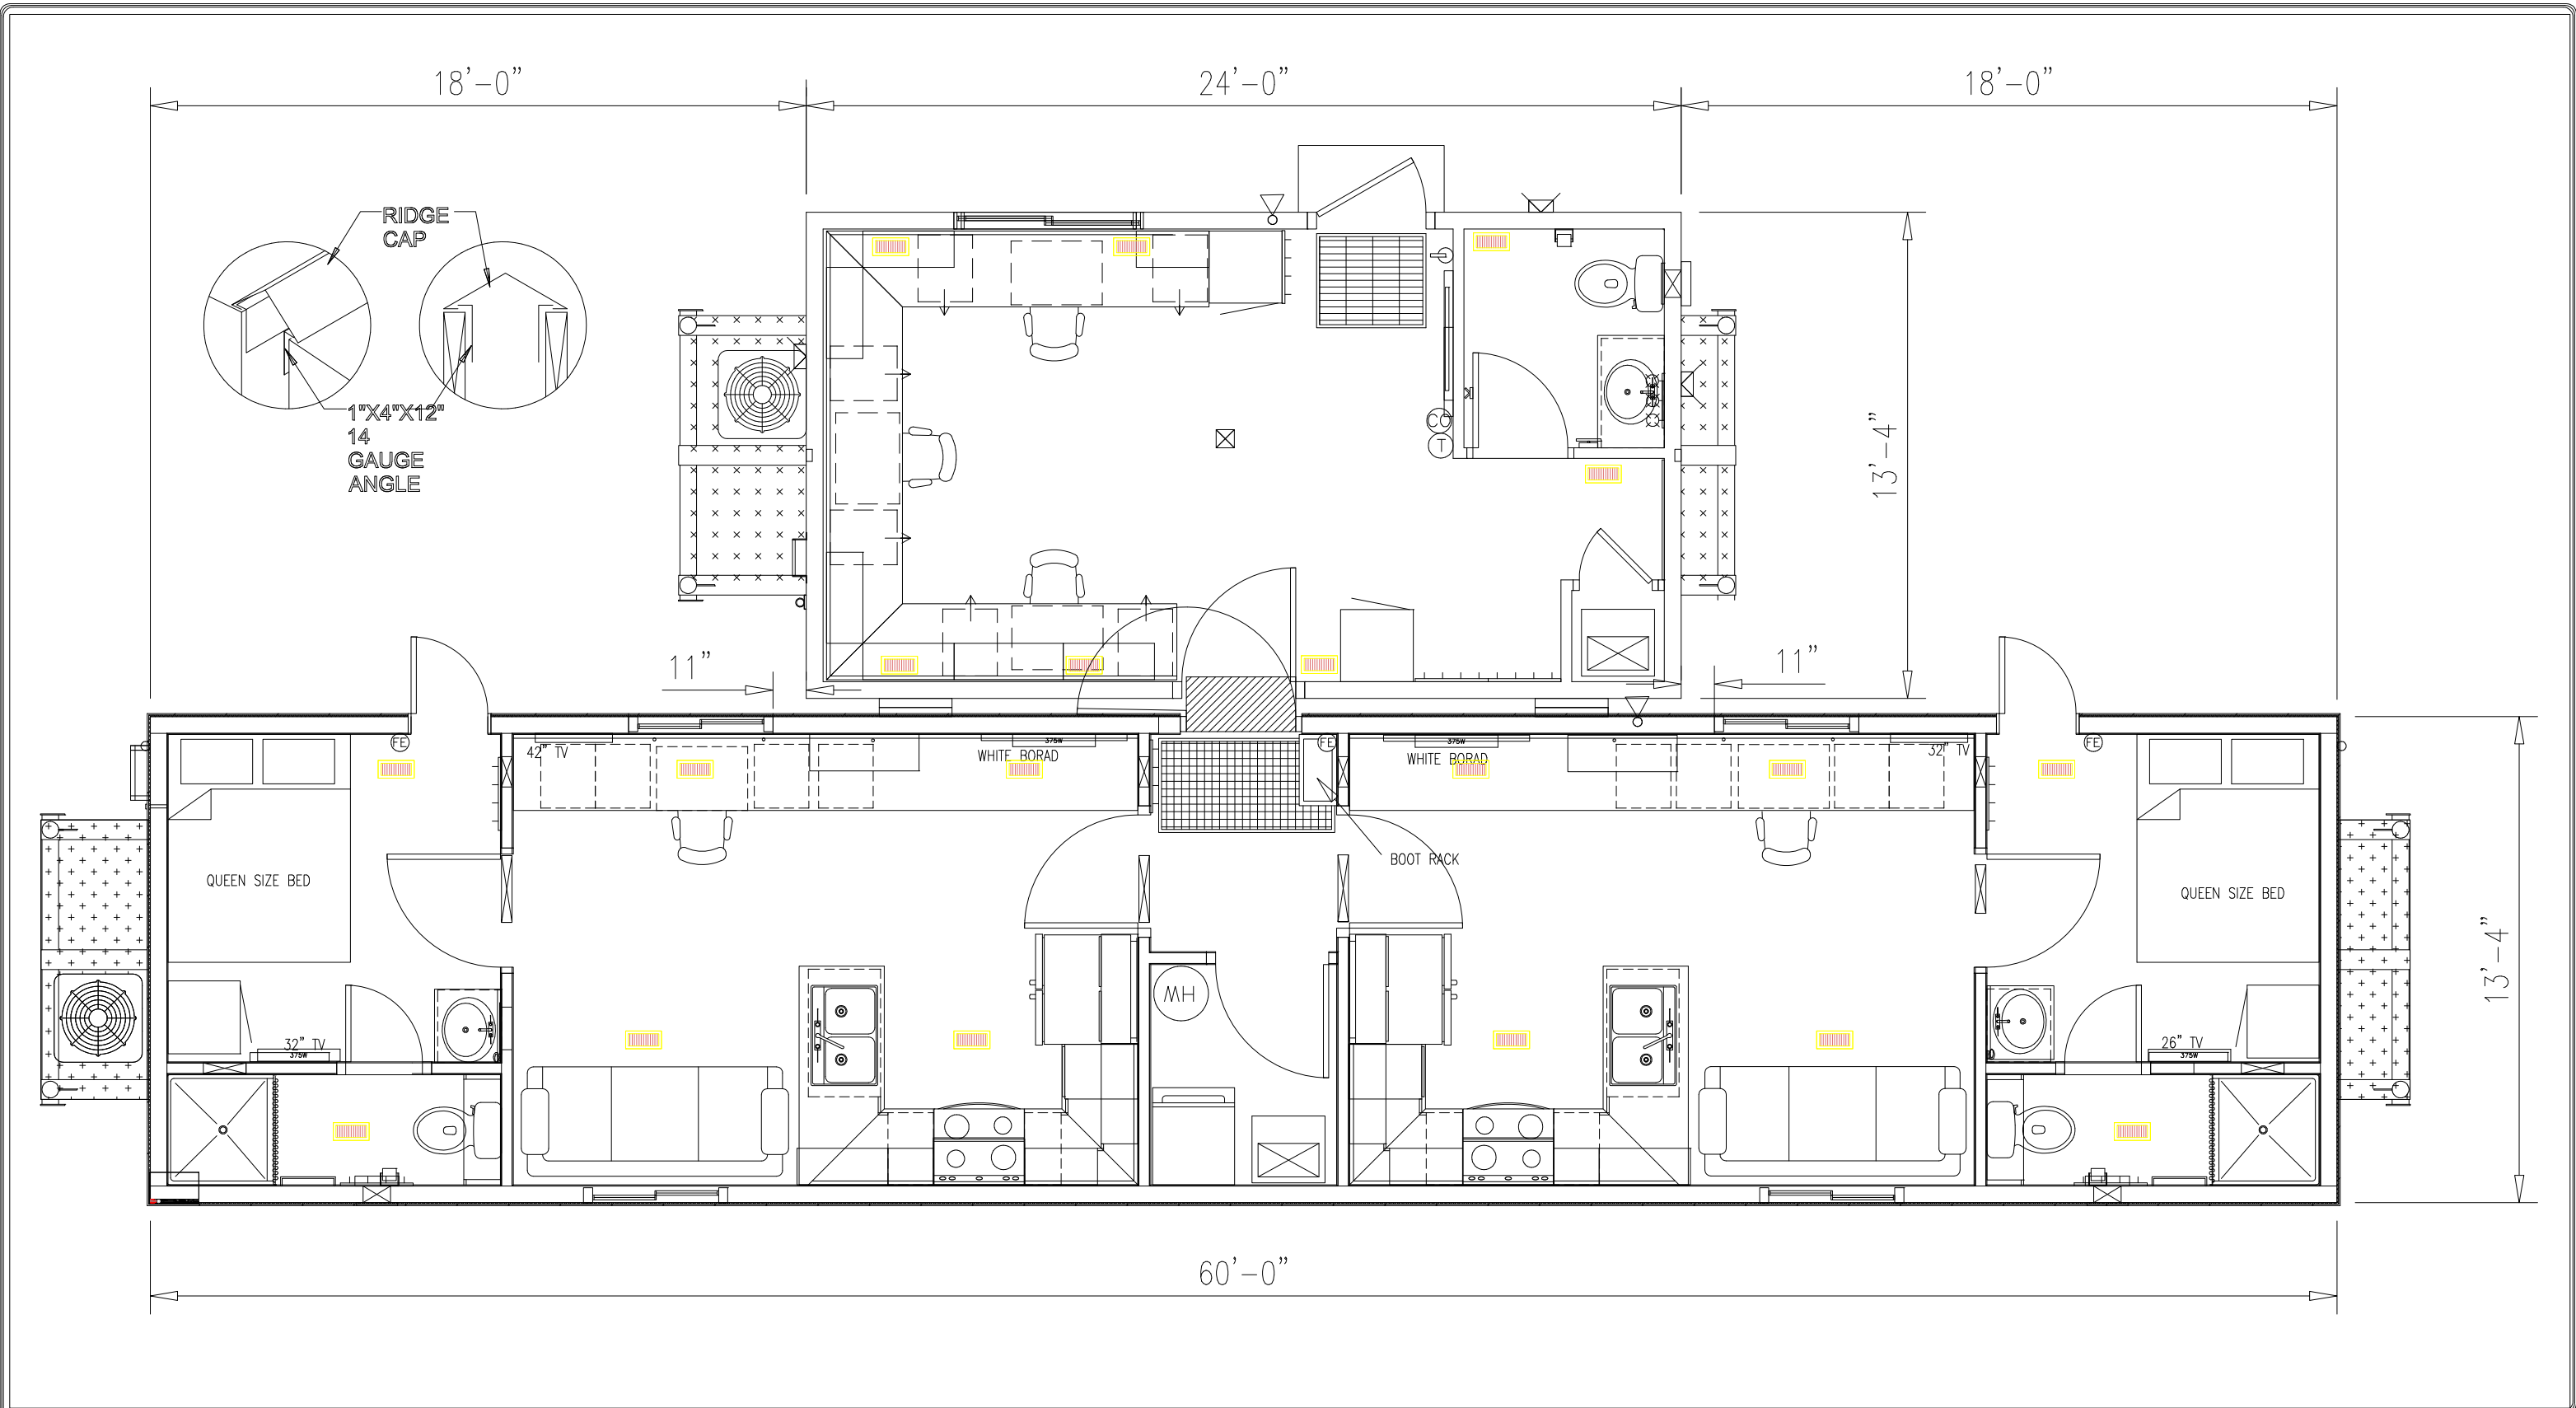 18'-0"
24'-0"
18'-0"
RIDGE
CAP
1"X4"X12"
14
GAUGE
ANGLE
CO
T
13'-4"
11"
11"
FE
42" TV
375W
WHITE BORAD
FE
375W
WHITE BORAD
32" TV
FE
BOOT RACK
QUEEN SIZE BED
QUEEN SIZE BED
13'-4"
WH
32" TV
375W
26" TV
375W
60'-0"